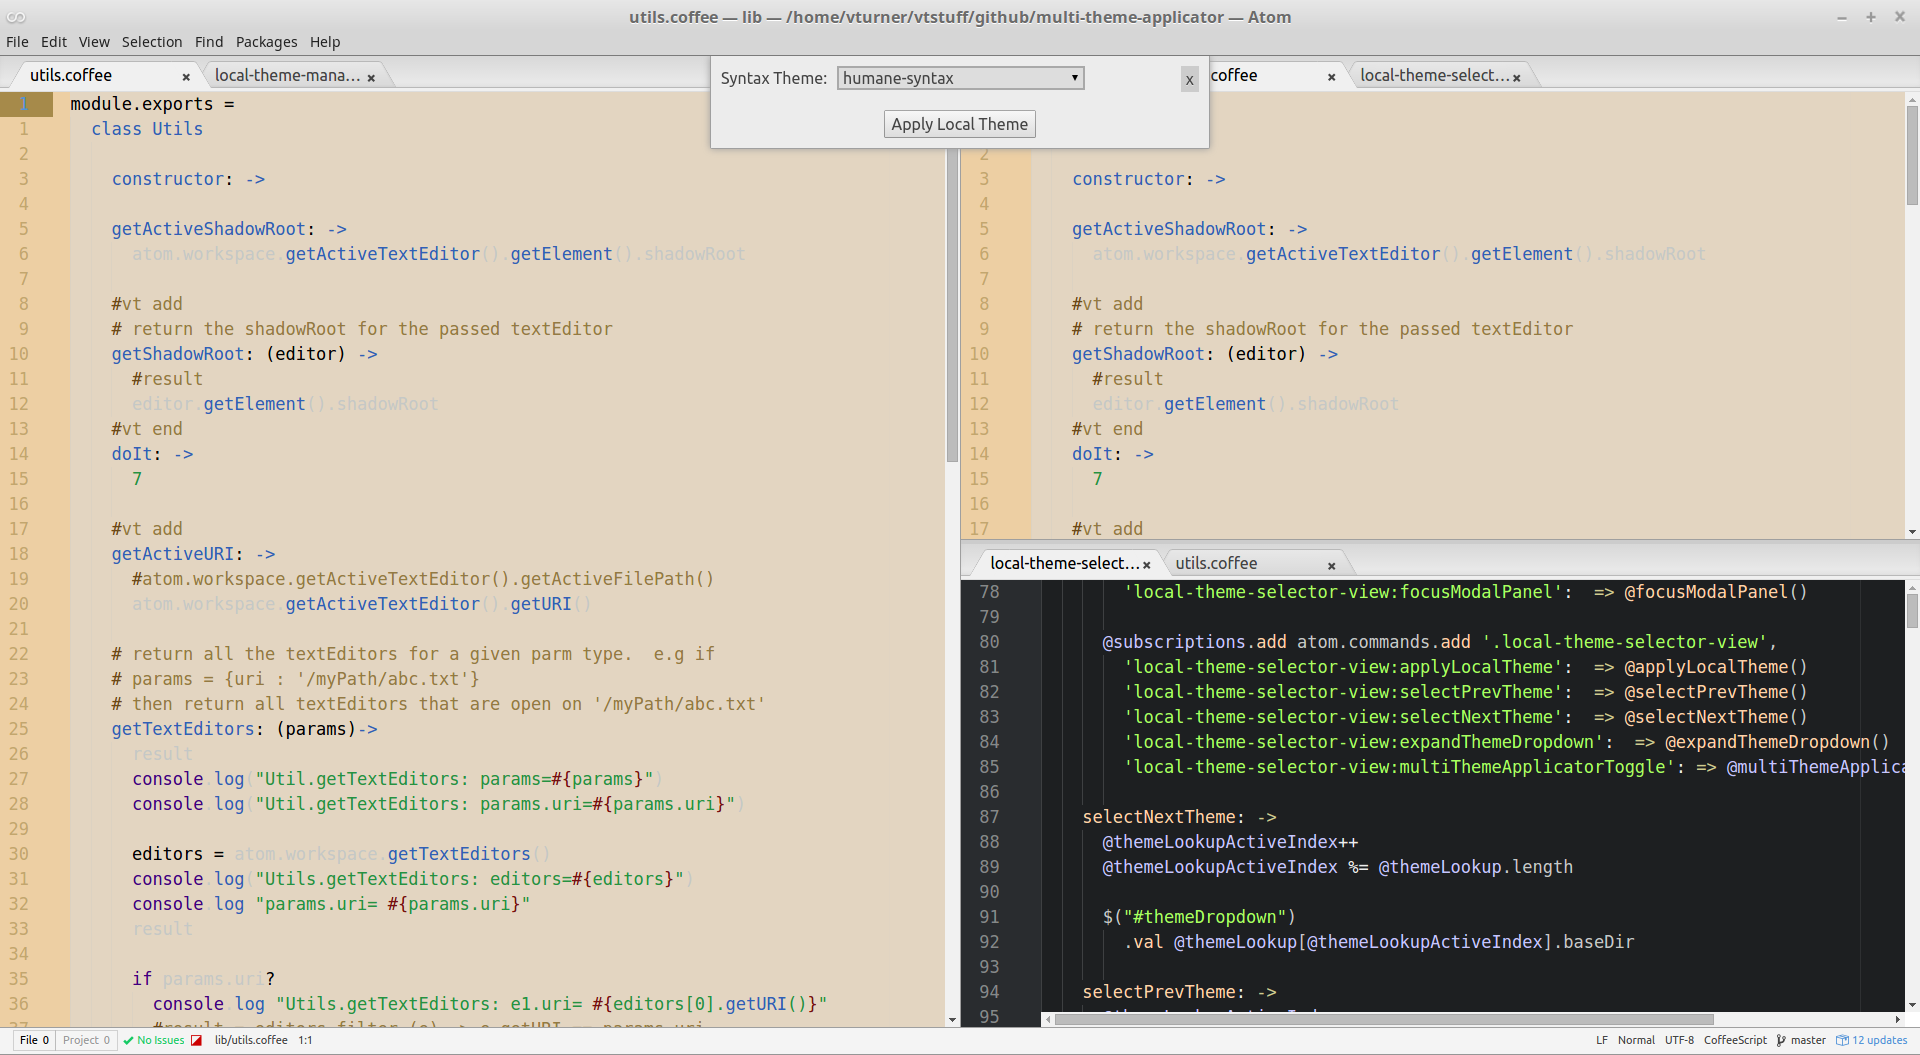 utils.coffee — lib — /home/vturner/vtstuff/github/multi-theme-applicator — Atom
File Edit View Selection Find Packages Help
utils.coffee × local-theme-mana... ×
1 module.exports =
1 class Utils
2
3 constructor: ->
4
5 getActiveShadowRoot: ->
6 atom.workspace.getActiveTextEditor().getElement().shadowRoot
7
8 #vt add
9 # return the shadowRoot for the passed textEditor
10 getShadowRoot: (editor) ->
11 #result
12 editor.getElement().shadowRoot
13 #vt end
14 doIt: ->
15 7
16
17 #vt add
18 getActiveURI: ->
19 #atom.workspace.getActiveTextEditor().getActiveFilePath()
20 atom.workspace.getActiveTextEditor().getURI()
21
22 # return all the textEditors for a given parm type.  e.g if
23 # params = {uri : '/myPath/abc.txt'}
24 # then return all textEditors that are open on '/myPath/abc.txt'
25 getTextEditors: (params)->
26 result
27 console.log("Util.getTextEditors: params=#{params}")
28 console.log("Util.getTextEditors: params.uri=#{params.uri}")
29
30 editors = atom.workspace.getTextEditors()
31 console.log("Utils.getTextEditors: editors=#{editors}")
32 console.log "params.uri= #{params.uri}"
33 result
34
35 if params.uri?
36 console.log "Utils.getTextEditors: e1.uri= #{editors[0].getURI()}"
Syntax Theme: humane-syntax x
Apply Local Theme
coffee × local-theme-select... ×
2
3 constructor: ->
4
5 getActiveShadowRoot: ->
6 atom.workspace.getActiveTextEditor().getElement().shadowRoot
7
8 #vt add
9 # return the shadowRoot for the passed textEditor
10 getShadowRoot: (editor) ->
11 #result
12 editor.getElement().shadowRoot
13 #vt end
14 doIt: ->
15 7
16
17 #vt add
local-theme-select... × utils.coffee ×
78 'local-theme-selector-view:focusModalPanel':  => @focusModalPanel()
79
80 @subscriptions.add atom.commands.add '.local-theme-selector-view',
81 'local-theme-selector-view:applyLocalTheme':  => @applyLocalTheme()
82 'local-theme-selector-view:selectPrevTheme':  => @selectPrevTheme()
83 'local-theme-selector-view:selectNextTheme':  => @selectNextTheme()
84 'local-theme-selector-view:expandThemeDropdown':  => @expandThemeDropdown()
85 'local-theme-selector-view:multiThemeApplicatorToggle': => @multiThemeApplica
86
87 selectNextTheme: ->
88 @themeLookupActiveIndex++
89 @themeLookupActiveIndex %= @themeLookup.length
90
91 $("#themeDropdown")
92 .val @themeLookup[@themeLookupActiveIndex].baseDir
93
94 selectPrevTheme: ->
95
File 0 Project 0 No Issues lib/utils.coffee 1:1 LF Normal UTF-8 CoffeeScript master 12 updates